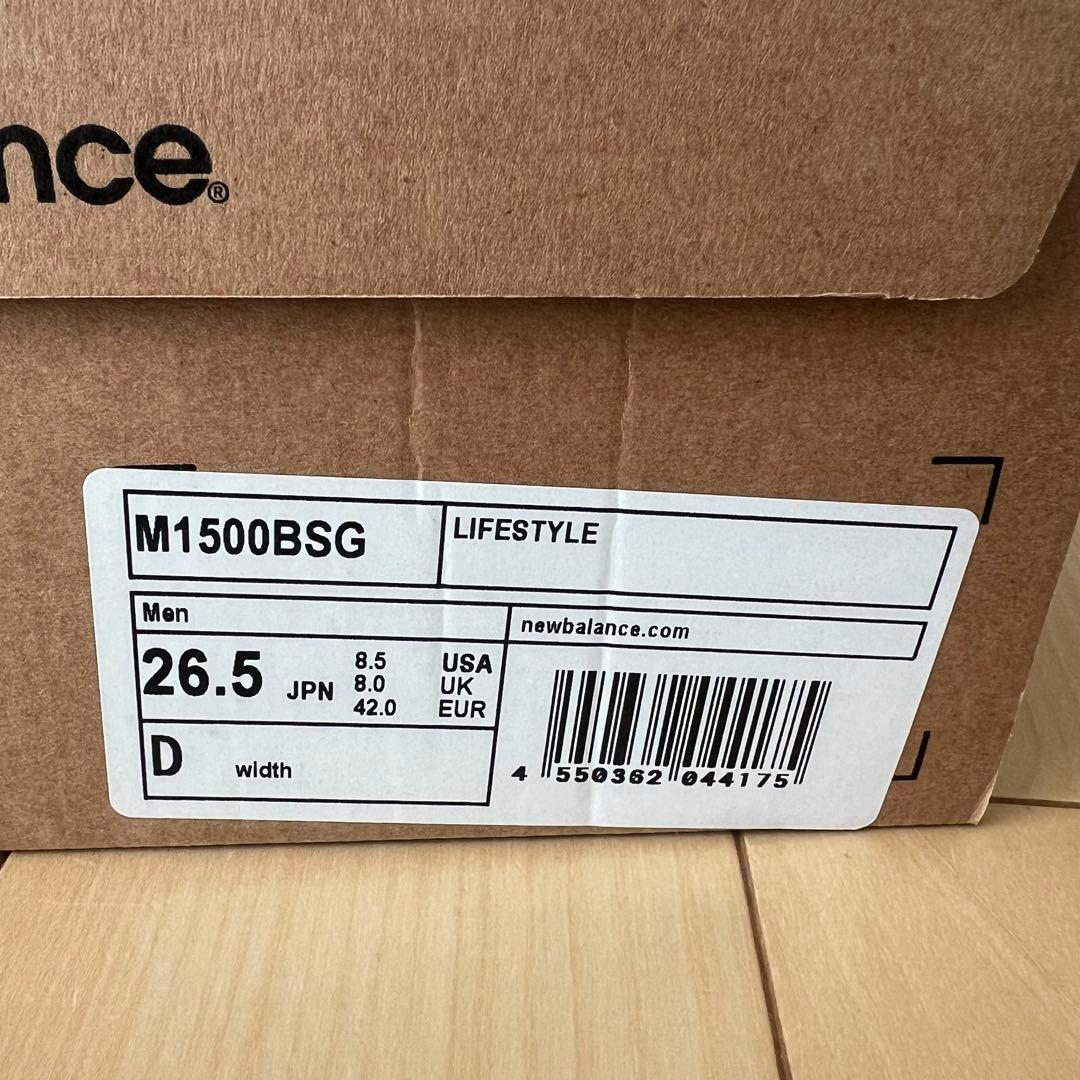 nce®
M1500BSG
LIFESTYLE
Men
newbalance.com
26.5 JPN
8.5 USA
8.0 UK
42.0 EUR
D width
4 550362 044175